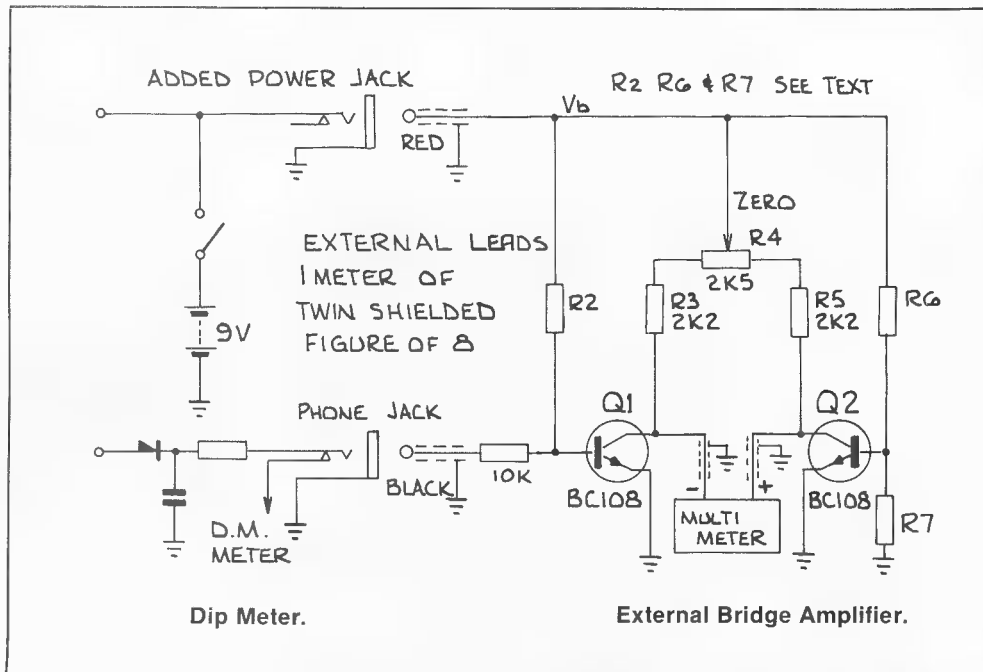 ADDED POWER JACK
R2 R6 & R7 SEE TEXT
Vb
RED
ZERO
R4
2K5
EXTERNAL LEADS
1 METER OF
TWIN SHIELDED
FIGURE OF 8
R2
R3
2K2
R5
2K2
R6
9V
PHONE JACK
Q1
Q2
10K
BLACK
BC108
-
+
BC108
R7
MULTI
METER
D.M.
METER
Dip Meter.
External Bridge Amplifier.